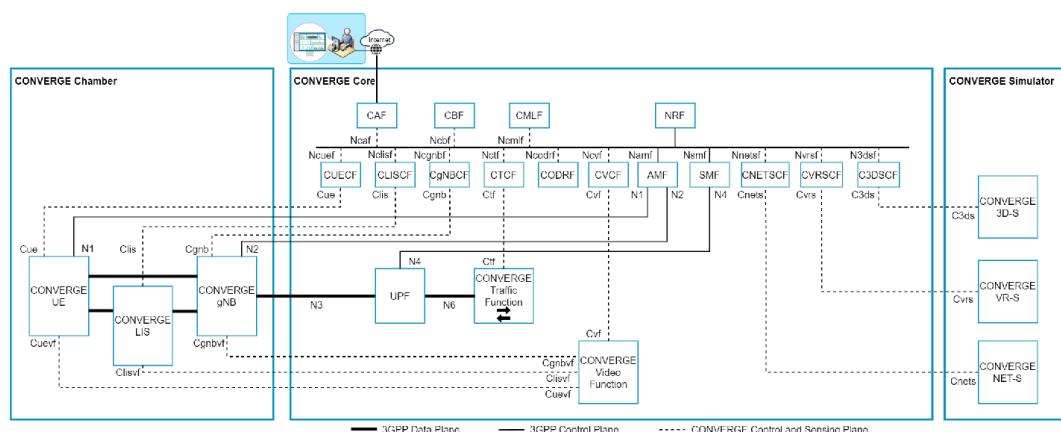 Internet
CONVERGE Chamber
CONVERGE Core
CONVERGE Simulator
CAF
CBF
CMLF
NRF
Ncaf
Ncbf
Ncmlf
Ncuef
Nclisf
Ncgnbf
Nctf
Ncodrf
Ncvf
Namf
Nsmf
Nnetsf
Nvrsf
N3dsf
CUECF
CLISCF
CgNBCF
CTCF
CODRF
CVCF
AMF
SMF
CNETSCF
CVRSCF
C3DSCF
Cue
Clis
Cgnb
Ctf
Cvf
N1
N2
N4
Cnets
Cvrs
C3ds
C3ds
CONVERGE
3D-S
Cue
N1
Clis
Cgnb
N2
N4
Ctf
CONVERGE
UE
CONVERGE
LIS
CONVERGE
gNB
N3
UPF
N6
CONVERGE
Traffic
Function
Cvrs
CONVERGE
VR-S
Cuevf
Clisvf
Cgnbvf
Cvf
Cgnbvf
Clisvf
Cuevf
CONVERGE
Video
Function
Cnets
CONVERGE
NET-S
3GPP Data Plane
3GPP Control Plane
CONVERGE Control and Sensing Plane